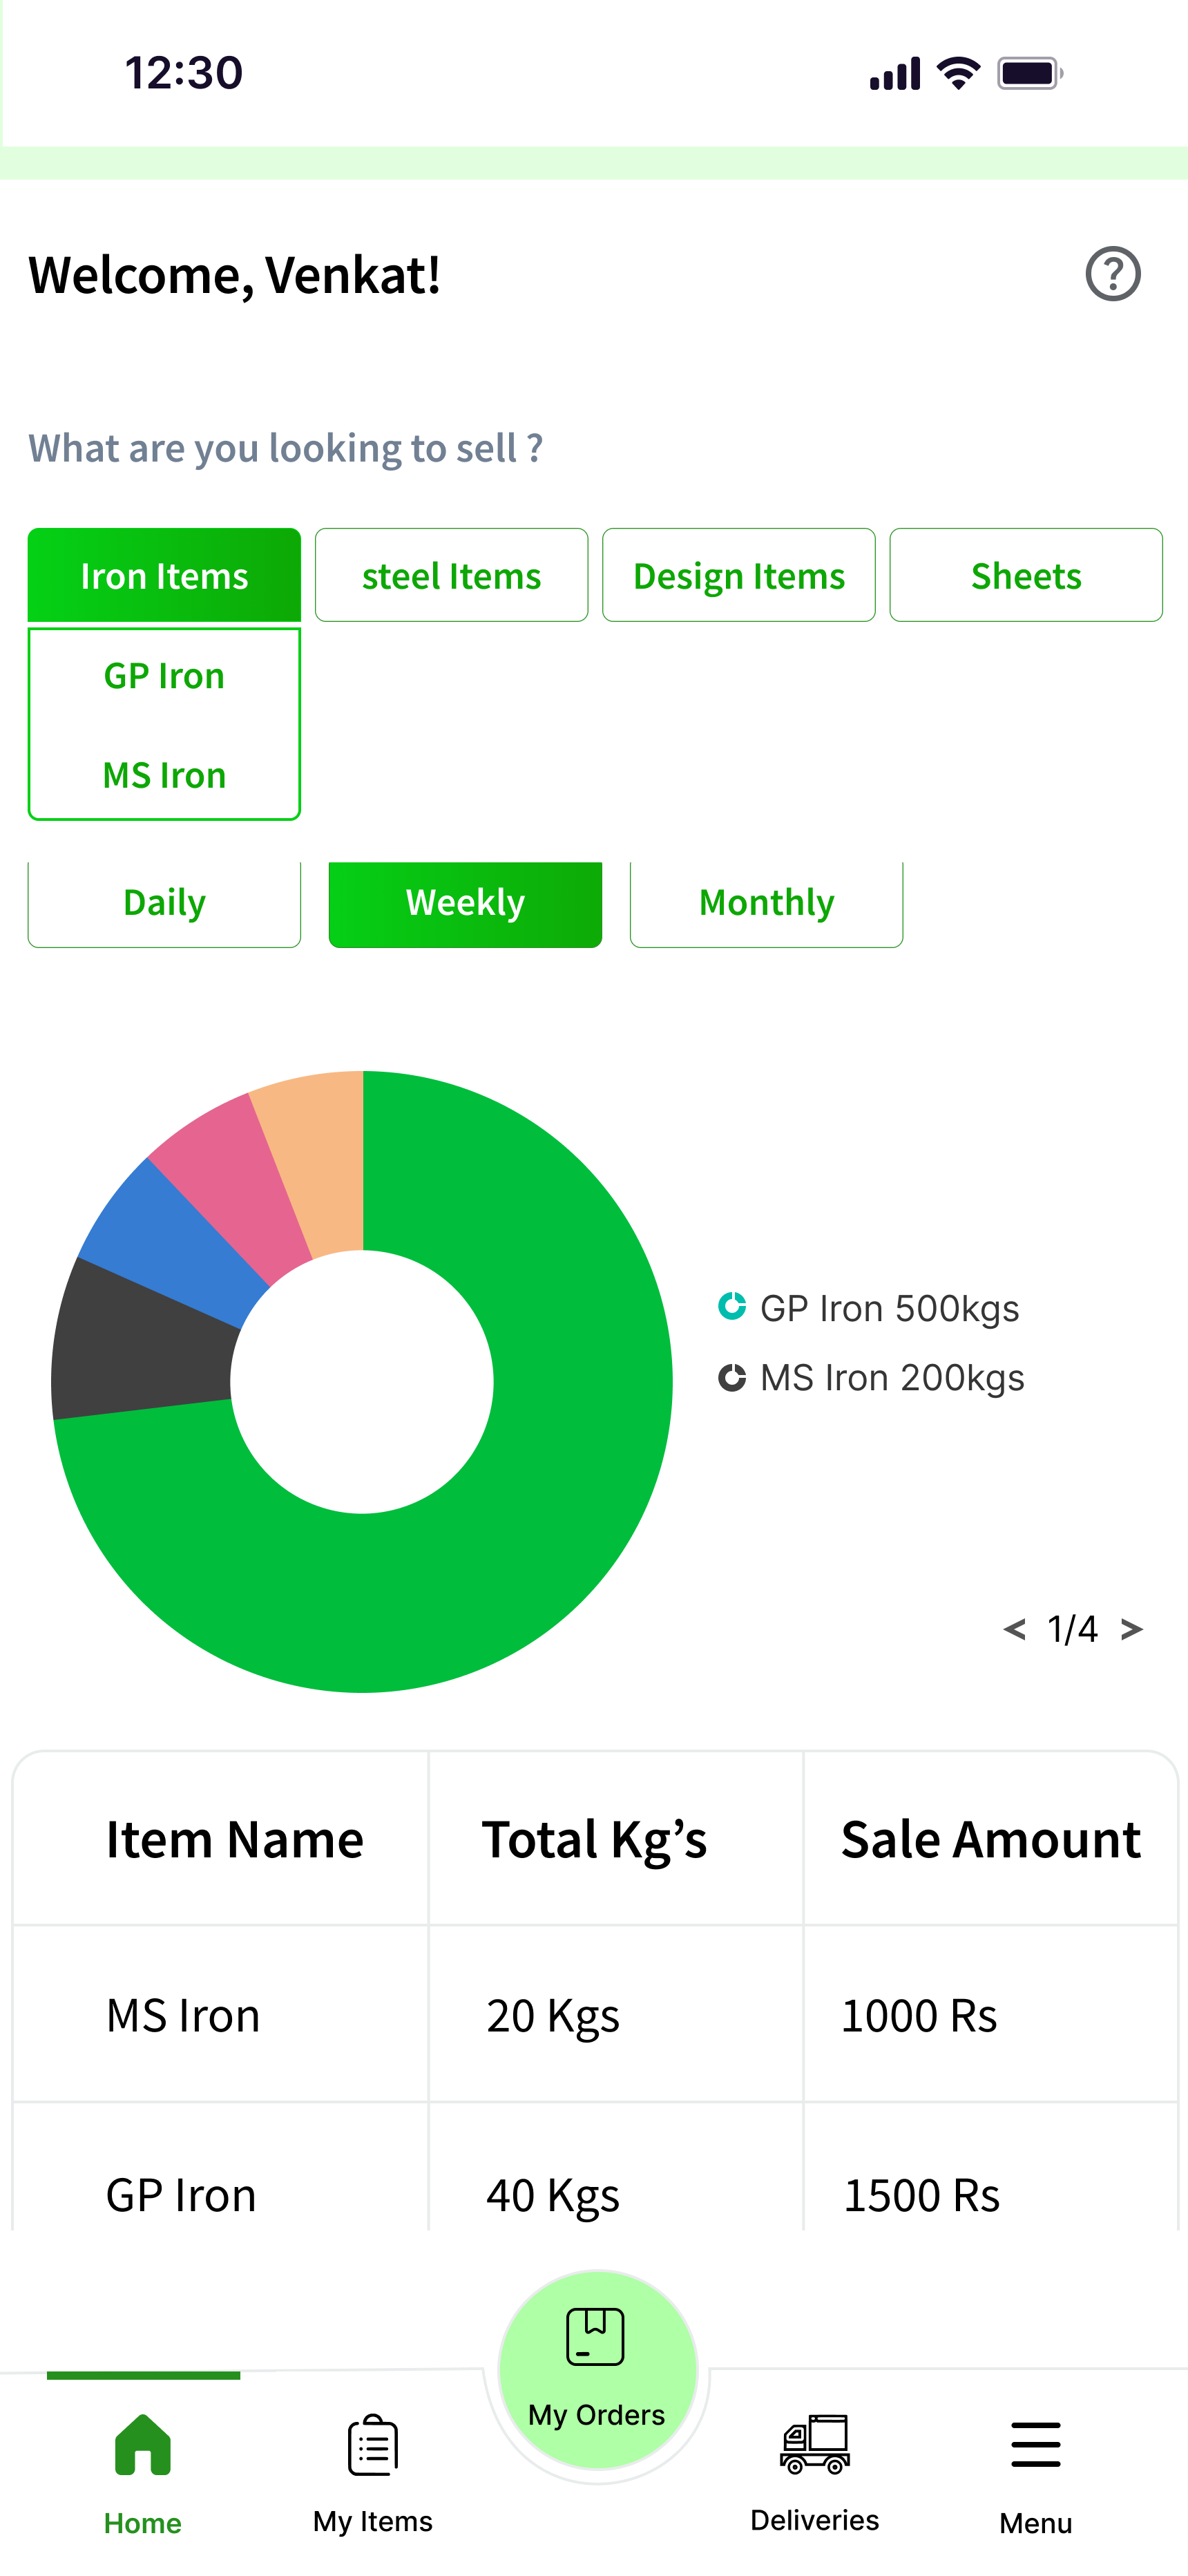 12:30
Welcome, Venkat!
What are you looking to sell ?
Iron Items steel Items Design Items Sheets
GP Iron
MS Iron
Daily Weekly Monthly
GP Iron 500kgs
MS Iron 200kgs
< 1/4 >
Item Name Total Kg’s Sale Amount
MS Iron 20 Kgs 1000 Rs
GP Iron 40 Kgs 1500 Rs
My Orders
Home My Items Deliveries Menu